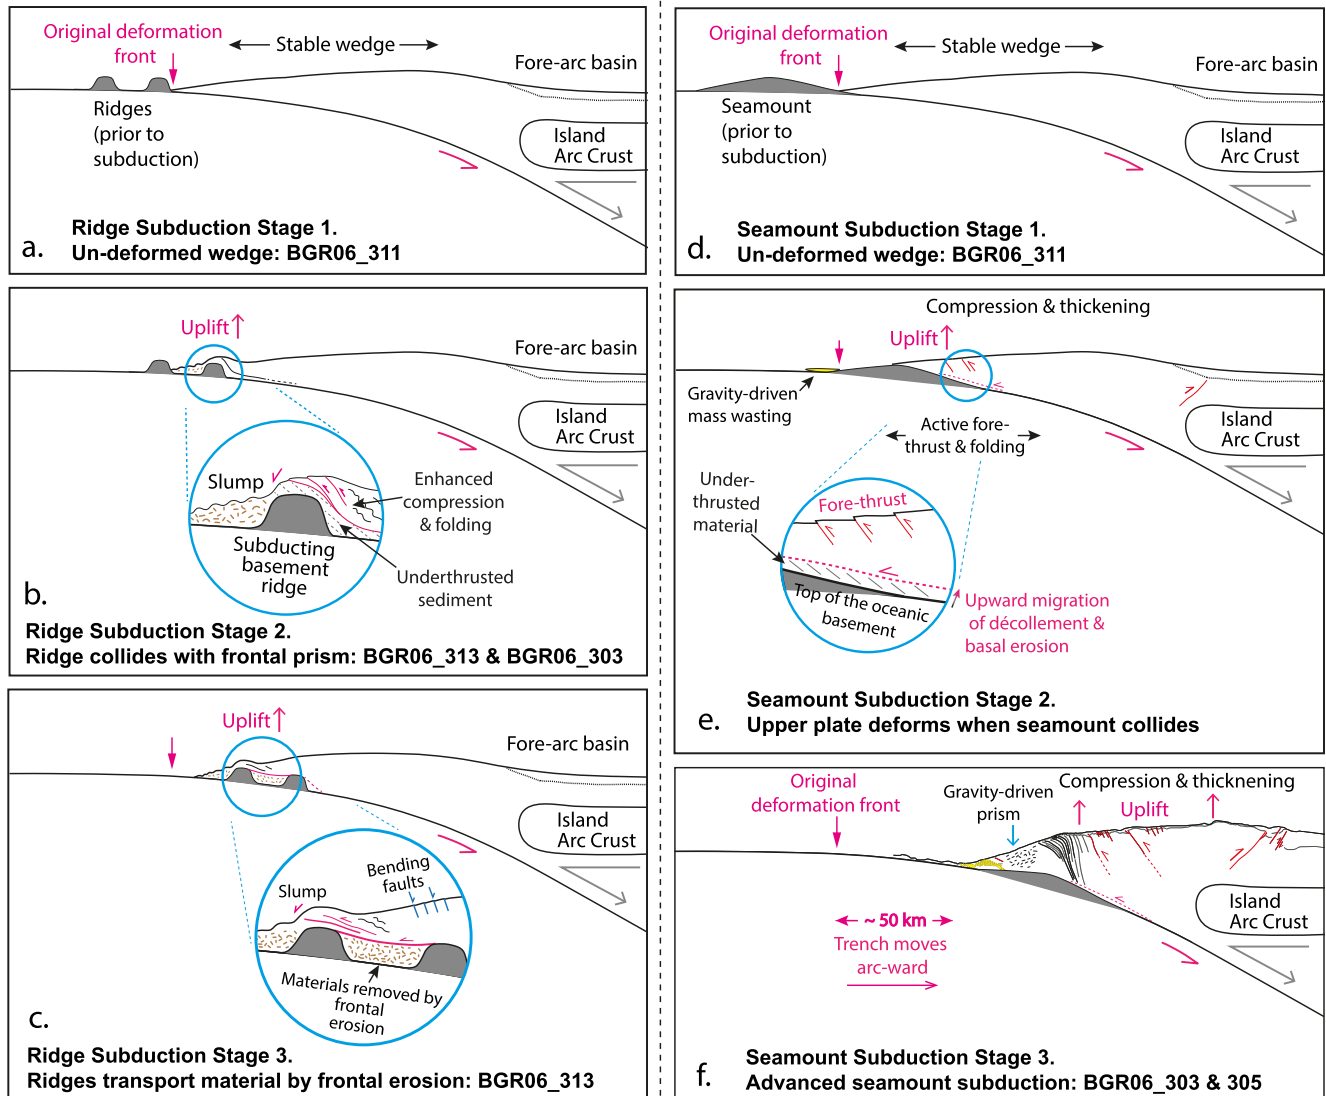 Original deformation
front
Stable wedge
Fore-arc basin
Ridges
(prior to
subduction)
Island
Arc Crust
a.
Ridge Subduction Stage 1.
Un-deformed wedge: BGR06_311
Uplift
Fore-arc basin
Island
Arc Crust
Slump
Enhanced
compression
& folding
Subducting
basement
ridge
Underthrusted
sediment
b.
Ridge Subduction Stage 2.
Ridge collides with frontal prism: BGR06_313 & BGR06_303
Uplift
Fore-arc basin
Island
Arc Crust
Bending
faults
Slump
Materials removed by
frontal
erosion
c.
Ridge Subduction Stage 3.
Ridges transport material by frontal erosion: BGR06_313
Original deformation
front
Stable wedge
Fore-arc basin
Seamount
(prior to
subduction)
Island
Arc Crust
d.
Seamount Subduction Stage 1.
Un-deformed wedge: BGR06_311
Compression & thickening
Uplift
Fore-arc basin
Gravity-driven
mass wasting
Island
Arc Crust
Active fore-
thrust & folding
Under-
thrusted
material
Fore-thrust
Top of the oceanic
basement
Upward migration
of décollement &
basal erosion
e.
Seamount Subduction Stage 2.
Upper plate deforms when seamount collides
Original
deformation front
Gravity-driven
prism
Compression & thicknening
Uplift
Island
Arc Crust
~ 50 km
Trench moves
arc-ward
f.
Seamount Subduction Stage 3.
Advanced seamount subduction: BGR06_303 & 305